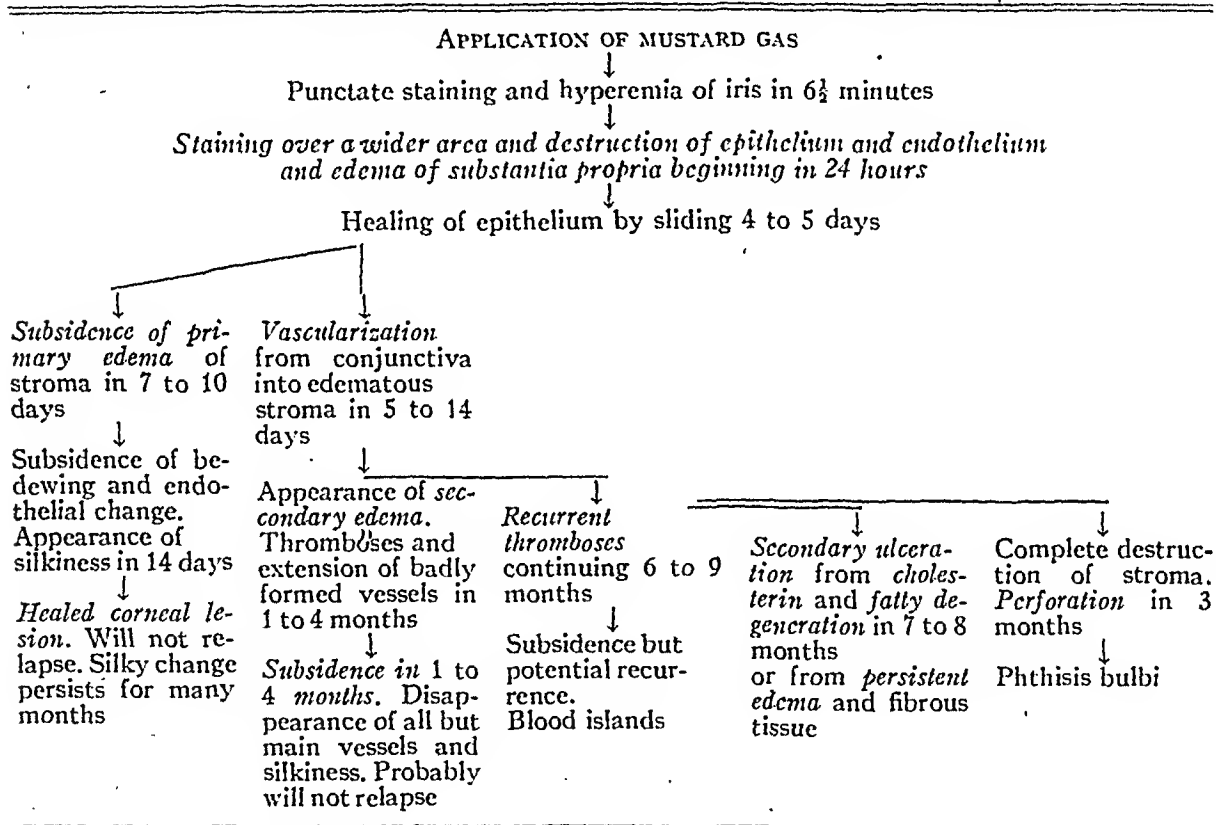 APPLICATION OF MUSTARD GAS
Punctate staining and hyperemia of iris in 6½ minutes
Staining over a wider area and destruction of epithelium and endothelium
and edema of substantia propria beginning in 24 hours
Healing of epithelium by sliding 4 to 5 days
Subsidence of pri-
mary edema of
stroma in 7 to 10
days
Subsidence of be-
dewing and endo-
thelial change.
Appearance of
silkiness in 14 days
Healed corneal le-
sion. Will not re-
lapse. Silky change
persists for many
months
Vascularization
from conjunctiva
into edematous
stroma in 5 to 14
days
Appearance of sec-
condary edema.
Thromboses and
extension of badly
formed vessels in
1 to 4 months
Subsidence in 1 to
4 months. Disap-
pearance of all but
main vessels and
silkiness. Probably
will not relapse
Recurrent
thromboses
continuing 6 to 9
months
Subsidence but
potential recur-
rence.
Blood islands
Secondary ulcera-
tion from choles-
terin and fatty de-
generation in 7 to 8
months
or from persistent
edema and fibrous
tissue
Complete destruc-
tion of stroma.
Perforation in 3
months
Phthisis bulbi